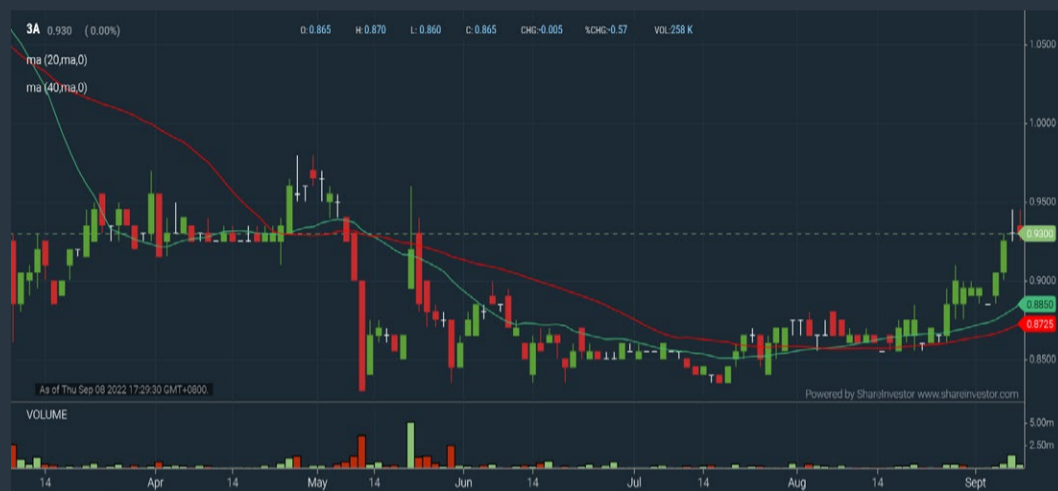 3A 0.930 ( 0.00%) O: 0.865 H: 0.870 L: 0.860 C: 0.865 CHG:-0.005 %CHG:-0.57 VOL:258 K
ma (20,ma,0)
ma (40,ma,0)
1.0500
1.0000
0.9500
0.9300
0.9000
0.8850
0.8725
0.8500
As of Thu Sep 08 2022 17:29:30 GMT+0800.
Powered by ShareInvestor www.shareinvestor.com
VOLUME
5.00m
2.50m
14 Apr 14 May 14 Jun 14 Jul 14 Aug 14 Sept